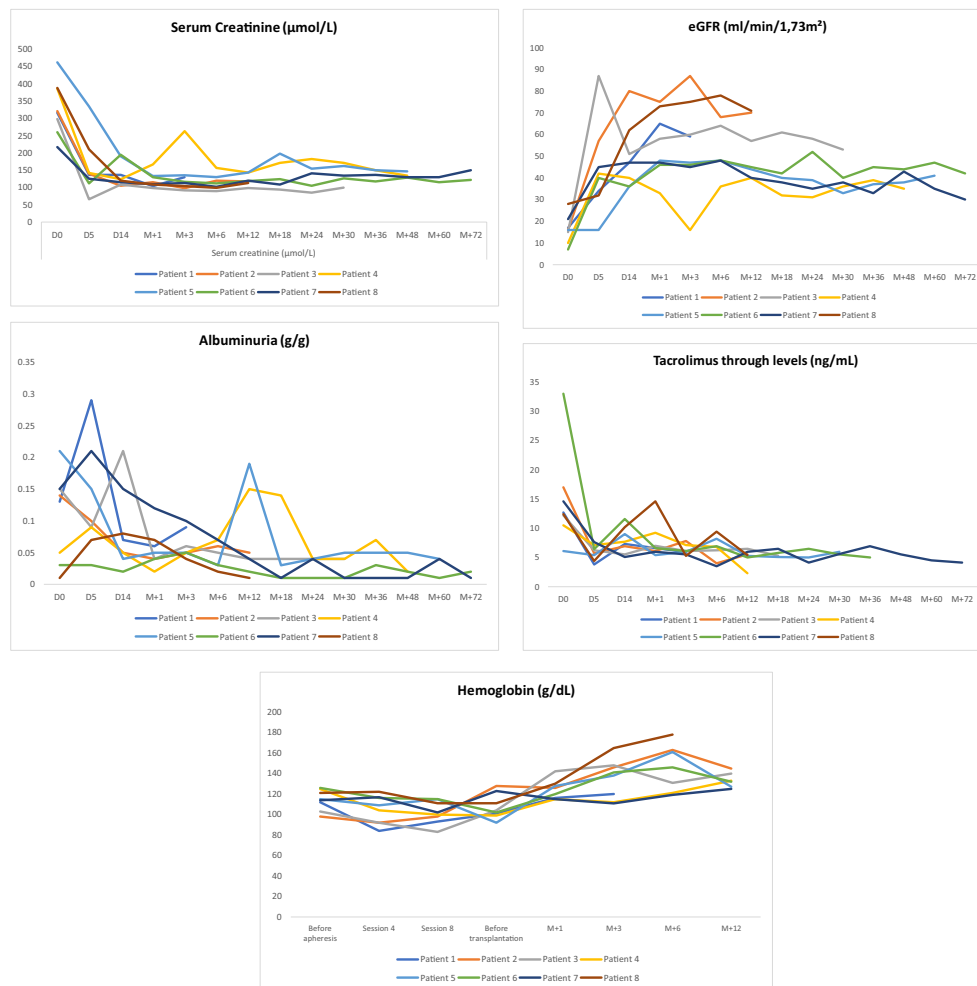 Serum Creatinine (µmol/L)
500
450
400
350
300
250
200
150
100
50
0
D0 D5 D14 M+1 M+3 M+6 M+12 M+18 M+24 M+30 M+36 M+48 M+60 M+72
Serum creatinine (µmol/L)
Patient 1 Patient 2 Patient 3 Patient 4
Patient 5 Patient 6 Patient 7 Patient 8
eGFR (ml/min/1,73m²)
100
90
80
70
60
50
40
30
20
10
0
D0 D5 D14 M+1 M+3 M+6 M+12 M+18 M+24 M+30 M+36 M+48 M+60 M+72
Patient 1 Patient 2 Patient 3 Patient 4
Patient 5 Patient 6 Patient 7 Patient 8
Albuminuria (g/g)
0.35
0.3
0.25
0.2
0.15
0.1
0.05
0
D0 D5 D14 M+1 M+3 M+6 M+12 M+18 M+24 M+30 M+36 M+48 M+60 M+72
Patient 1 Patient 2 Patient 3 Patient 4
Patient 5 Patient 6 Patient 7 Patient 8
Tacrolimus through levels (ng/mL)
35
30
25
20
15
10
5
0
D0 D5 D14 M+1 M+3 M+6 M+12 M+18 M+24 M+30 M+36 M+48 M+60 M+72
Patient 1 Patient 2 Patient 3 Patient 4
Patient 5 Patient 6 Patient 7 Patient 8
Hemoglobin (g/dL)
200
180
160
140
120
100
80
60
40
20
0
Before Session 4 Session 8 Before M+1 M+3 M+6 M+12
apheresis transplantation
Patient 1 Patient 2 Patient 3 Patient 4
Patient 5 Patient 6 Patient 7 Patient 8